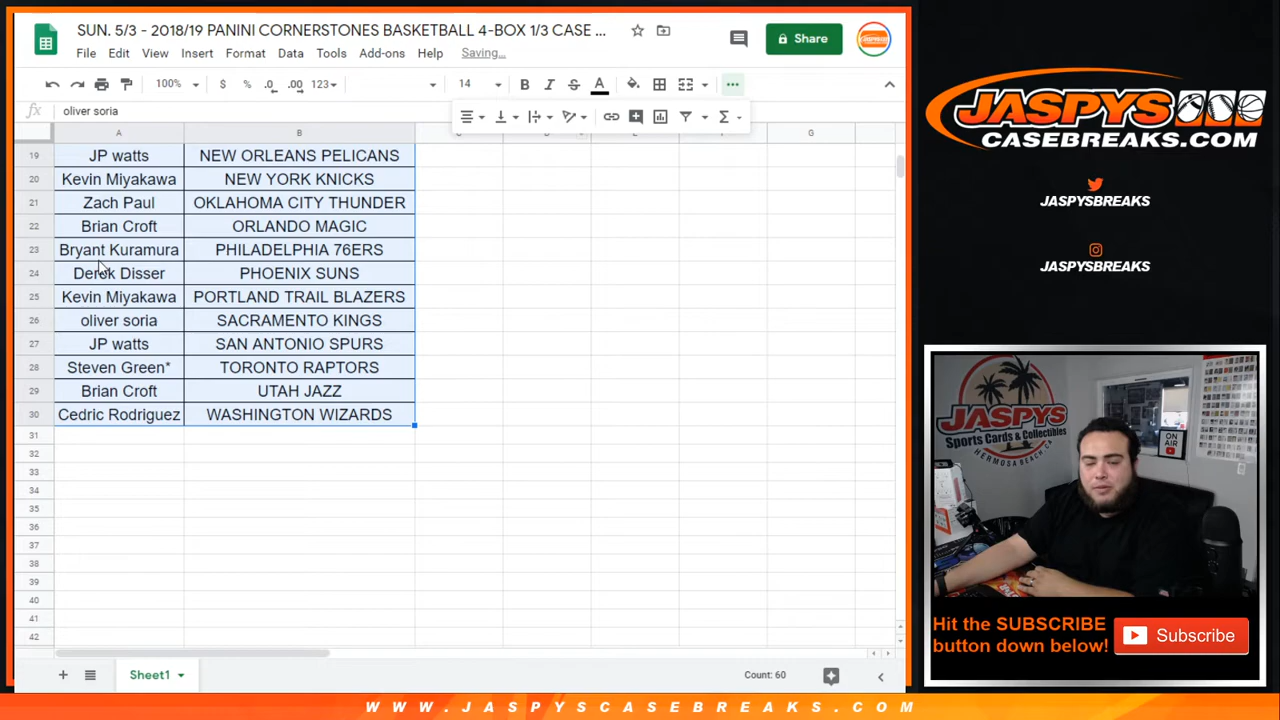 SUN. 5/3 - 2018/19 PANINI CORNERSTONES BASKETBALL 4-BOX 1/3 CASE ...
File Edit View Insert Format Data Tools Add-ons Help Saving...
Share
100% $ % .0 .00 123 14 B I S A
fx oliver soria
A B G
19 JP watts NEW ORLEANS PELICANS
20 Kevin Miyakawa NEW YORK KNICKS
21 Zach Paul OKLAHOMA CITY THUNDER
22 Brian Croft ORLANDO MAGIC
23 Bryant Kuramura PHILADELPHIA 76ERS
24 Derek Disser PHOENIX SUNS
25 Kevin Miyakawa PORTLAND TRAIL BLAZERS
26 oliver soria SACRAMENTO KINGS
27 JP watts SAN ANTONIO SPURS
28 Steven Green* TORONTO RAPTORS
29 Brian Croft UTAH JAZZ
30 Cedric Rodriguez WASHINGTON WIZARDS
31
32
33
34
35
36
37
38
39
40
41
42
Sheet1
Count: 60
JASPYS
CASEBREAKS.COM
JASPYSBREAKS
JASPYSBREAKS
JASPYS
Sports Cards & Collectibles
HERMOSA BEACH, CA
ON AIR
Hit the SUBSCRIBE
button down below!
Subscribe
WWW.JASPYSCASEBREAKS.COM